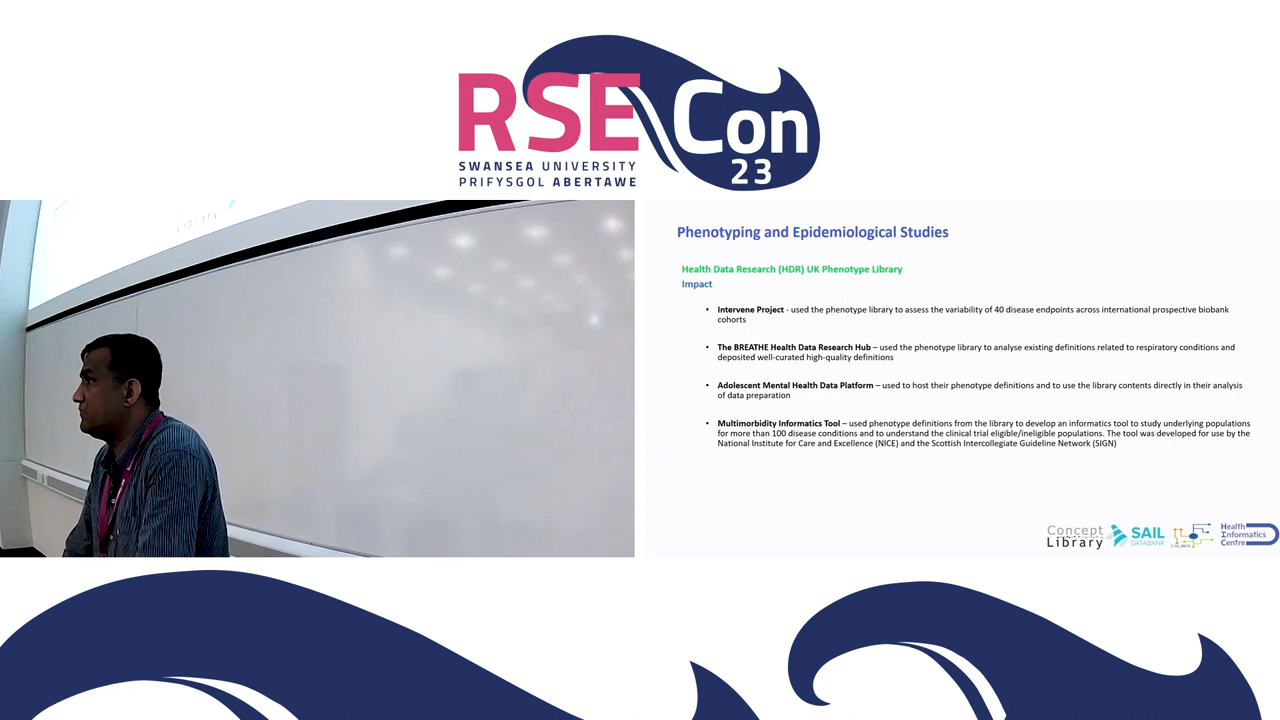 RSE Con
23
SWANSEA UNIVERSITY
PRIFYSGOL ABERTAWE
Library
Phenotyping and Epidemiological Studies
Health Data Research (HDR) UK Phenotype Library
Impact
• Intervene Project - used the phenotype library to assess the variability of 40 disease endpoints across international prospective biobank
cohorts
• The BREATHE Health Data Research Hub – used the phenotype library to analyse existing definitions related to respiratory conditions and
deposited well-curated high-quality definitions
• Adolescent Mental Health Data Platform – used to host their phenotype definitions and to use the library contents directly in their analysis
of data preparation
• Multimorbidity Informatics Tool – used phenotype definitions from the library to develop an informatics tool to study underlying populations
for more than 100 disease conditions and to understand the clinical trial eligible/ineligible populations. The tool was developed for use by the
National Institute for Care and Excellence (NICE) and the Scottish Intercollegiate Guideline Network (SIGN)
Concept
Library
SAIL
DATABANK
CALIBER
Health
Informatics
Centre